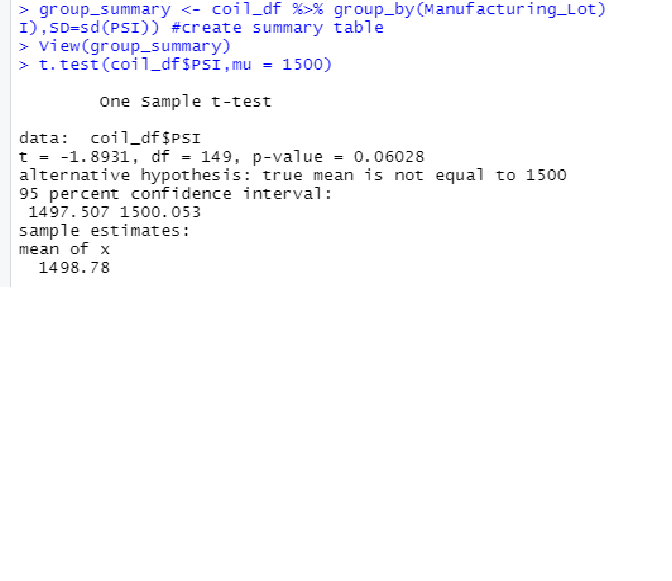 > group_summary <- coil_df %>% group_by(Manufacturing_Lot)
I),SD=sd(PSI)) #create summary table
> View(group_summary)
> t.test(coil_df$PSI,mu = 1500)
One Sample t-test
data:  coil_df$PSI
t = -1.8931, df = 149, p-value = 0.06028
alternative hypothesis: true mean is not equal to 1500
95 percent confidence interval:
1497.507 1500.053
sample estimates:
mean of x
1498.78